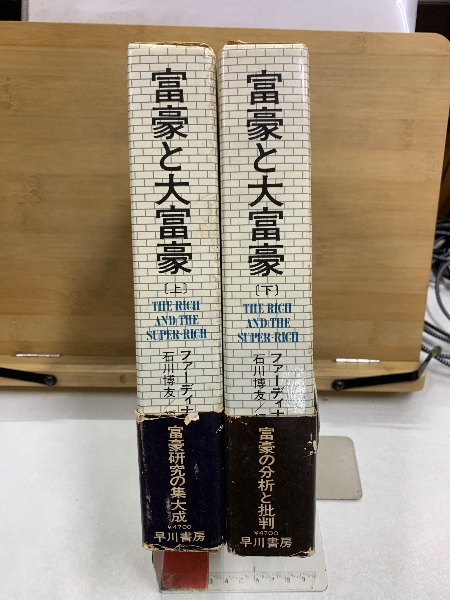 富豪と大富豪
〔上〕
THE RICH
AND THE
SUPER-RICH
ファーディナ
石川博友／
富豪研究の集大成
¥4700
早川書房
富豪と大富豪
〔下〕
THE RICH
AND THE
SUPER-RICH
ファーディナ
石川博友／
富豪の分析と批判
¥4700
早川書房